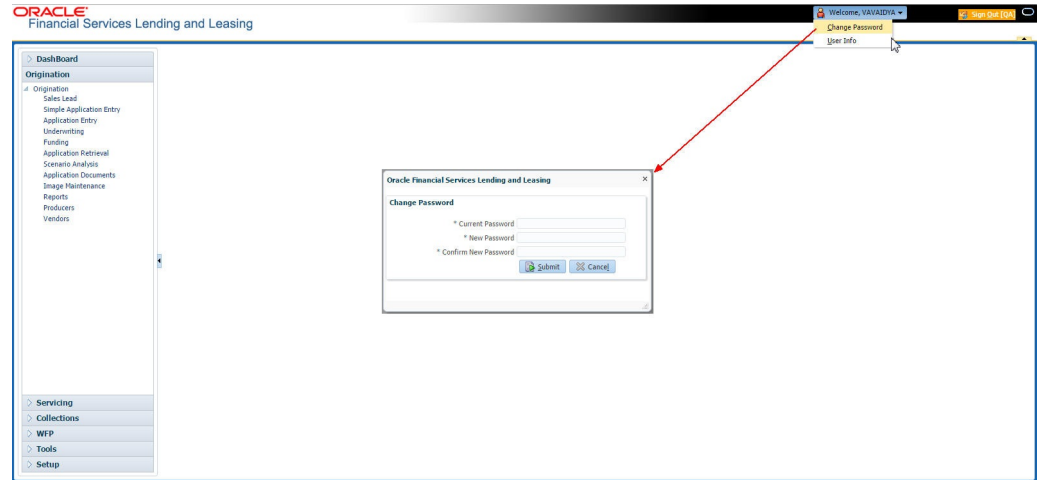 ORACLE®
Financial Services Lending and Leasing
Welcome, VAVAIDYA
Sign Out [QA]
Change Password
User Info
DashBoard
Origination
Origination
Sales Lead
Simple Application Entry
Application Entry
Underwriting
Funding
Application Retrieval
Scenario Analysis
Application Documents
Image Maintenance
Reports
Producers
Vendors
Servicing
Collections
WFP
Tools
Setup
Oracle Financial Services Lending and Leasing
Change Password
* Current Password
* New Password
* Confirm New Password
Submit
Cancel